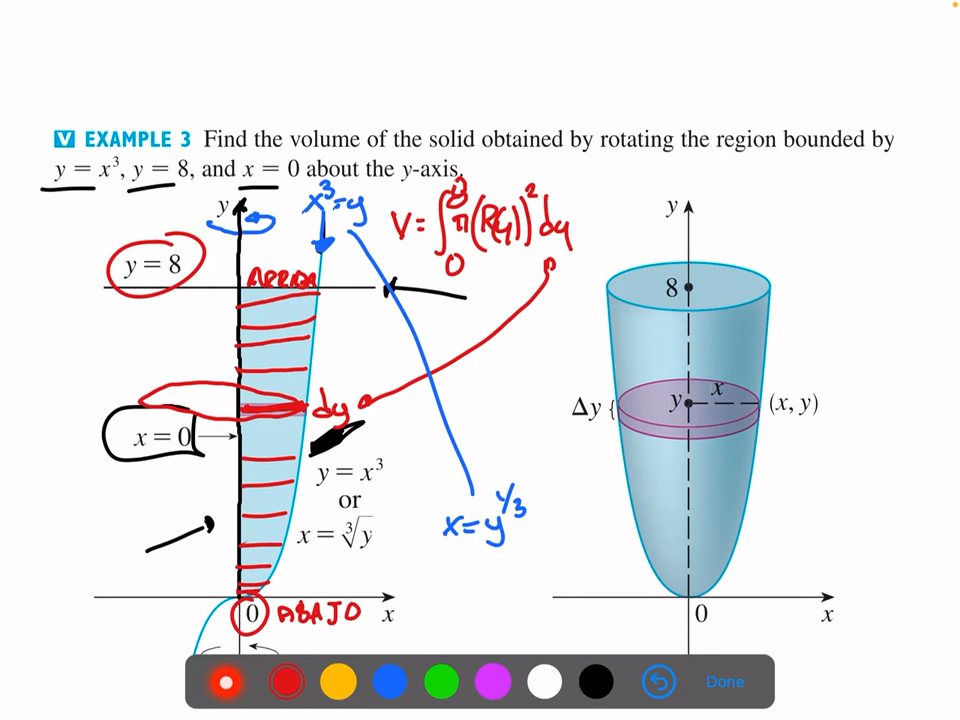 V EXAMPLE 3 Find the volume of the solid obtained by rotating the region bounded by
y = x³, y = 8, and x = 0 about the y-axis.
y
x³=y
V = ∫₀⁸ π(R(y))² dy
y
y = 8
ARRIBA
8
dy
Δy {
y
x
(x, y)
x = 0
y = x³
or
x = ∛y
x = y^1/3
0
ABAJO
x
0
x
Done